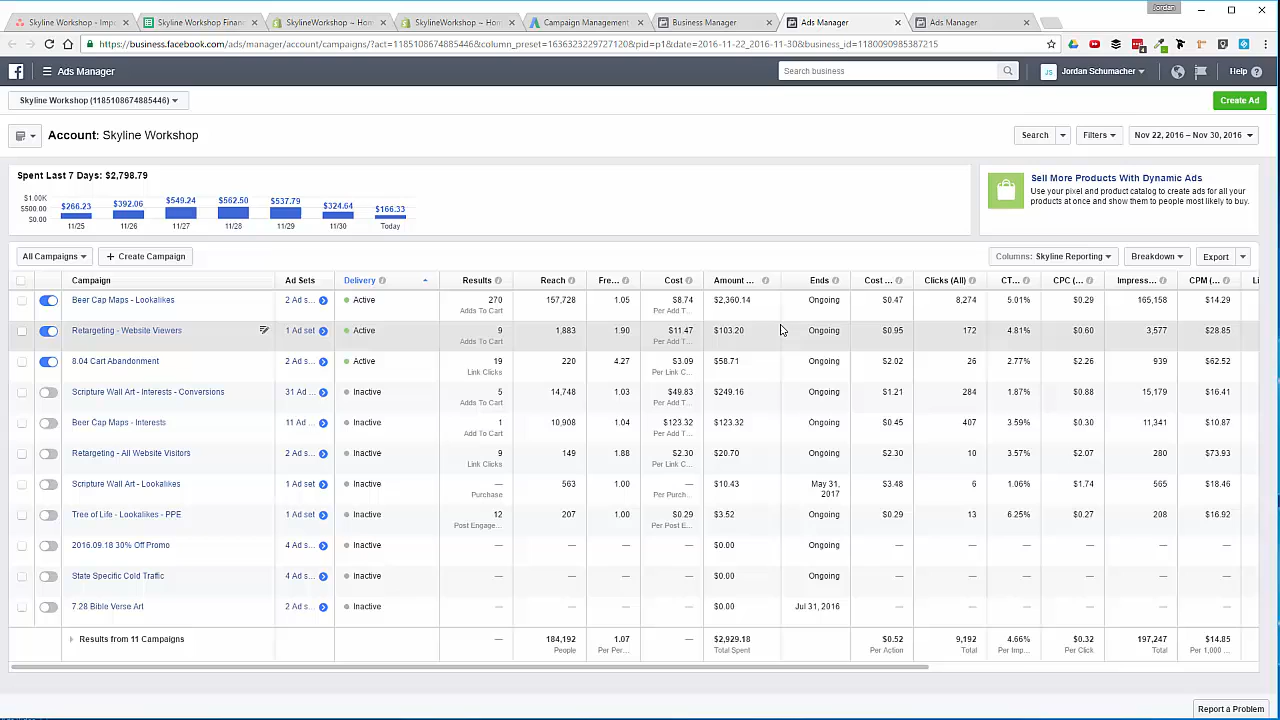 Jordan
Skyline Workshop - Imp
Skyline Workshop Financ
SkylineWorkshop ~ Hom
SkylineWorkshop ~ Hom
Campaign Management
Business Manager
Ads Manager
Ads Manager
https://business.facebook.com/ads/manager/account/campaigns/?act=1185108674885446&column_preset=1636323229727120&pid=p1&date=2016-11-22_2016-11-30&business_id=1180090985387215
Ads Manager
Search business
JS Jordan Schumacher
Help
Skyline Workshop (1185108674885446)
Create Ad
Account: Skyline Workshop
Search
Filters
Nov 22, 2016 – Nov 30, 2016
Spent Last 7 Days: $2,798.79
$1.00K
$500.00
$0.00
$266.23 $392.06 $549.24 $562.50 $537.79 $324.64 $166.33
11/25 11/26 11/27 11/28 11/29 11/30 Today
Sell More Products With Dynamic Ads
Use your pixel and product catalog to create ads for all your
products at once and show them to people most likely to buy.
All Campaigns
+ Create Campaign
Columns: Skyline Reporting
Breakdown
Export
Campaign Ad Sets Delivery Results Reach Fre... Cost Amount ... Ends Cost ... Clicks (All) CT... CPC (... Impress... CPM (... Li
Beer Cap Maps - Lookalikes 2 Ad s... Active 270 157,728 1.05 $8.74 $2,360.14 Ongoing $0.47 8,274 5.01% $0.29 165,158 $14.29
Adds To Cart Per Add T...
Retargeting - Website Viewers 1 Ad set Active 9 1,883 1.90 $11.47 $103.20 Ongoing $0.95 172 4.81% $0.60 3,577 $28.85
Adds To Cart Per Add T...
8.04 Cart Abandonment 2 Ad s... Active 19 220 4.27 $3.09 $58.71 Ongoing $2.02 26 2.77% $2.26 939 $62.52
Link Clicks Per Link C...
Scripture Wall Art - Interests - Conversions 31 Ad ... Inactive 5 14,748 1.03 $49.83 $249.16 Ongoing $1.21 284 1.87% $0.88 15,179 $16.41
Adds To Cart Per Add T...
Beer Cap Maps - Interests 11 Ad ... Inactive 1 10,908 1.04 $123.32 $123.32 Ongoing $0.45 407 3.59% $0.30 11,341 $10.87
Add To Cart Per Add T...
Retargeting - All Website Visitors 2 Ad s... Inactive 9 149 1.88 $2.30 $20.70 Ongoing $2.30 10 3.57% $2.07 280 $73.93
Link Clicks Per Link C...
Scripture Wall Art - Lookalikes 1 Ad set Inactive — 563 1.00 — $10.43 May 31, $3.48 6 1.06% $1.74 565 $18.46
Purchase Per Purch... 2017
Tree of Life - Lookalikes - PPE 1 Ad set Inactive 12 207 1.00 $0.29 $3.52 Ongoing $0.29 13 6.25% $0.27 208 $16.92
Post Engage... Per Post E...
2016.09.18 30% Off Promo 4 Ad s... Inactive — — — — $0.00 Ongoing — — — — — —
State Specific Cold Traffic 4 Ad s... Inactive — — — — $0.00 Ongoing — — — — — —
7.28 Bible Verse Art 2 Ad s... Inactive — — — — $0.00 Jul 31, 2016 — — — — — —
Results from 11 Campaigns — 184,192 1.07 — $2,929.18 $0.52 9,192 4.66% $0.32 197,247 $14.85
People Per Per... Total Spent Per Action Total Per Imp... Per Click Total Per 1,000 ...
Report a Problem